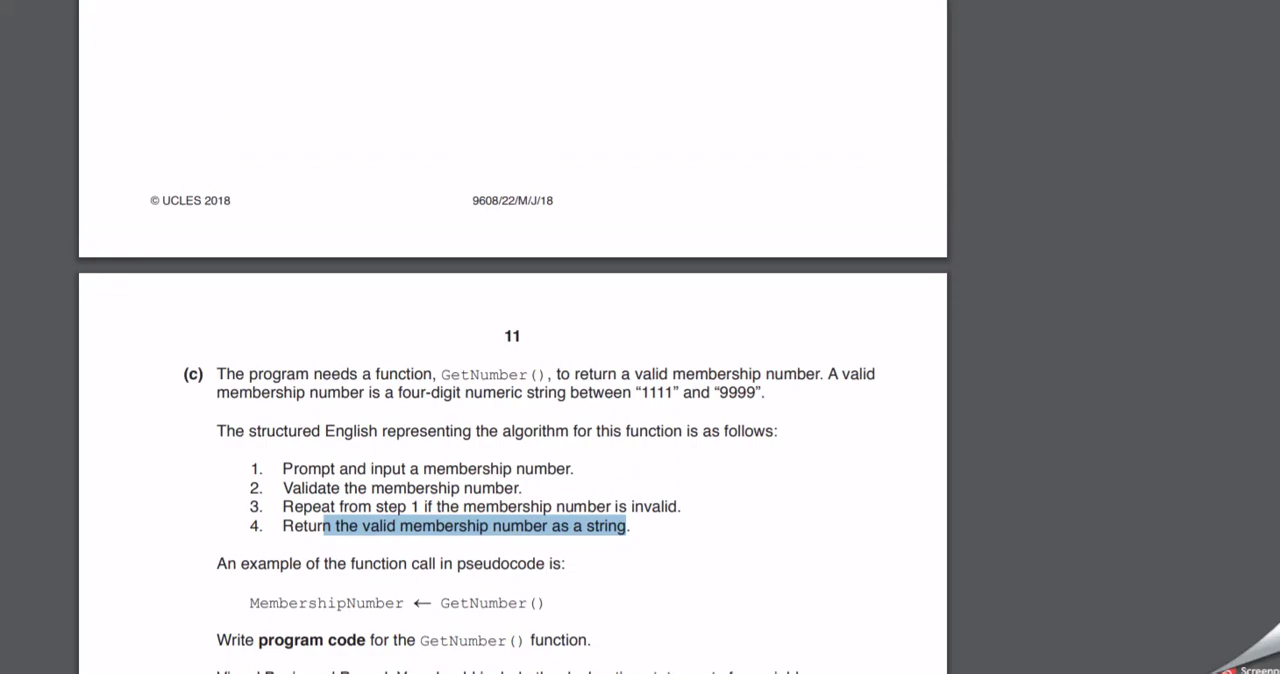 © UCLES 2018
9608/22/M/J/18
11
(c) The program needs a function, GetNumber(), to return a valid membership number. A valid
membership number is a four-digit numeric string between “1111” and “9999”.
The structured English representing the algorithm for this function is as follows:
1. Prompt and input a membership number.
2. Validate the membership number.
3. Repeat from step 1 if the membership number is invalid.
4. Return the valid membership number as a string.
An example of the function call in pseudocode is:
MembershipNumber ← GetNumber()
Write program code for the GetNumber() function.